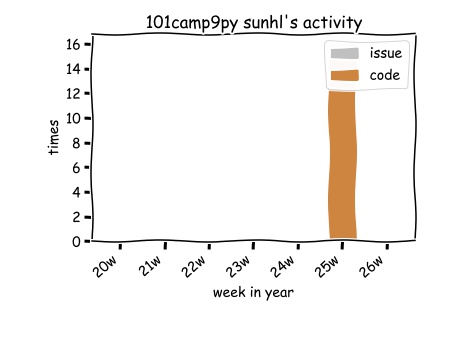 101camp9py sunhl's activity
issue
code
times
16
14
12
10
8
6
4
2
0
20w 21w 22w 23w 24w 25w 26w
week in year